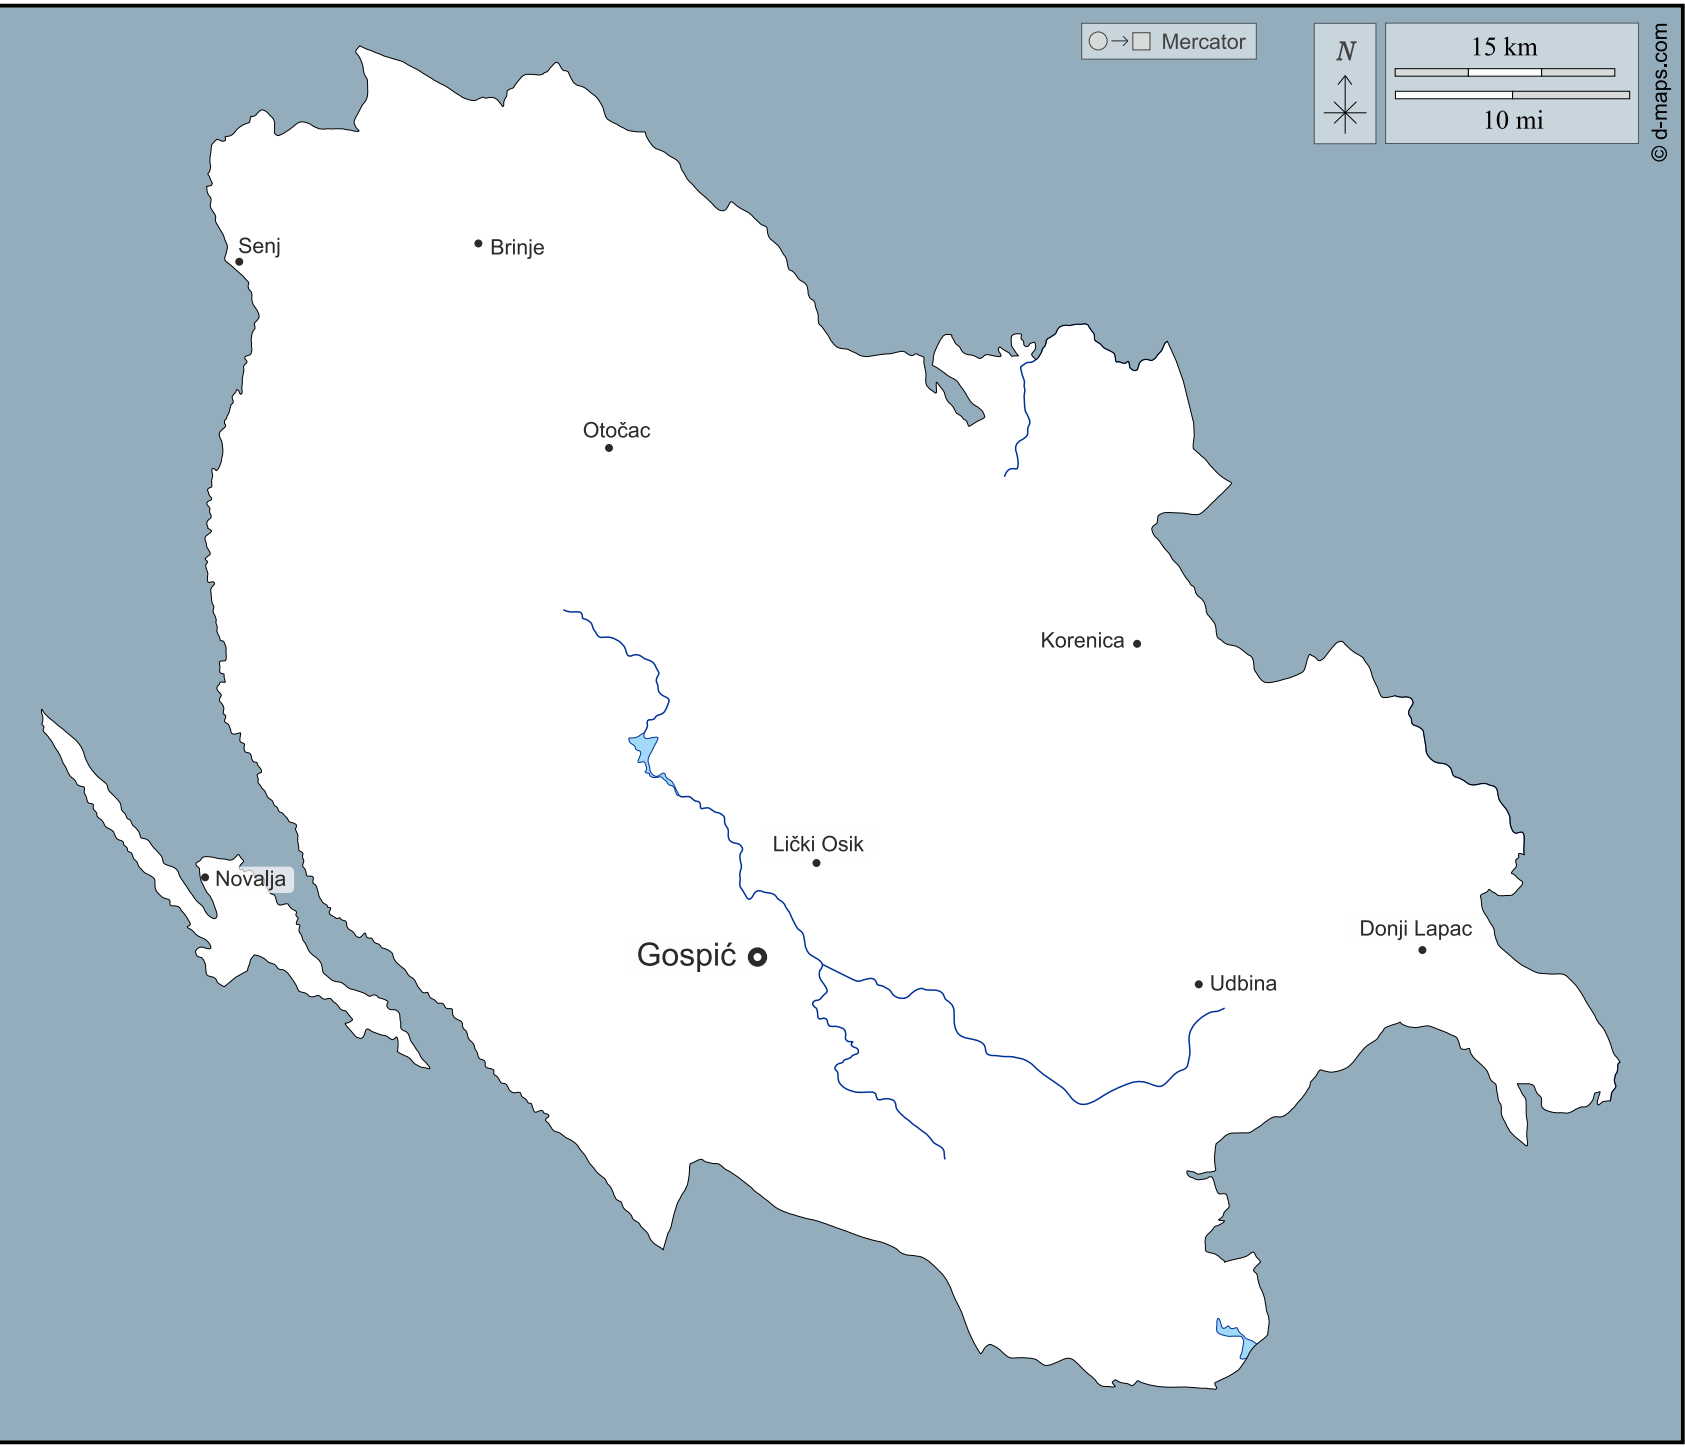 Mercator
N
15 km
10 mi
© d-maps.com
Senj
Brinje
Otočac
Korenica
Lički Osik
Novalja
Donji Lapac
Gospić
Udbina